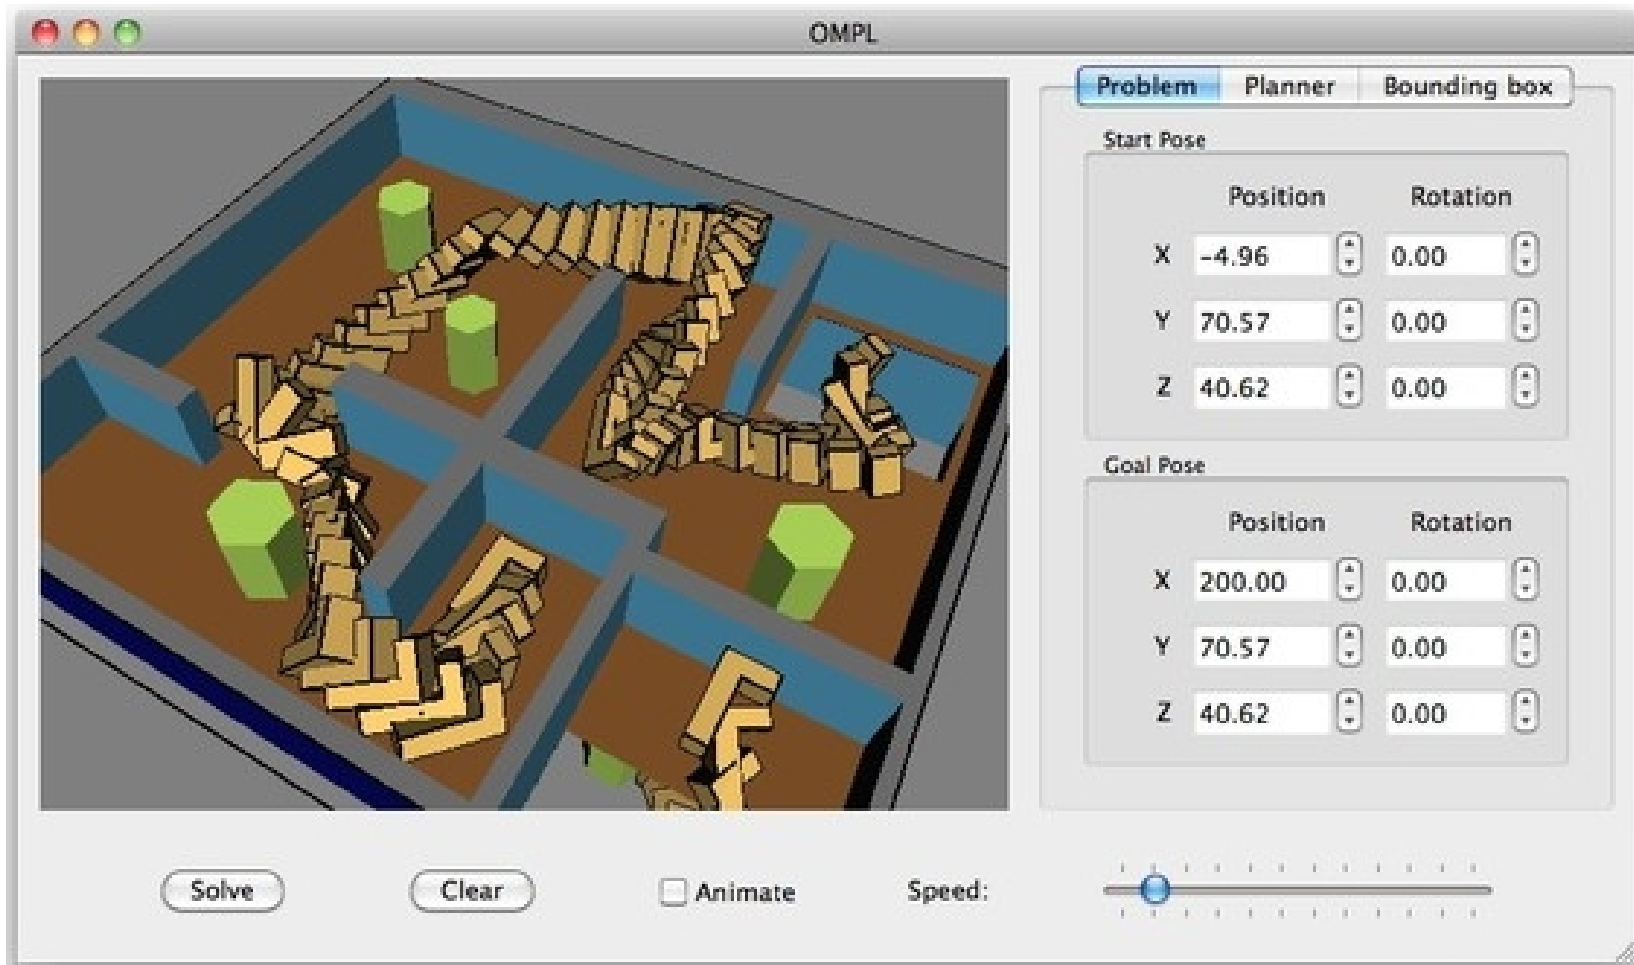 OMPL
Problem Planner Bounding box
Start Pose
Position Rotation
X -4.96 0.00
Y 70.57 0.00
Z 40.62 0.00
Goal Pose
Position Rotation
X 200.00 0.00
Y 70.57 0.00
Z 40.62 0.00
Solve Clear Animate Speed: